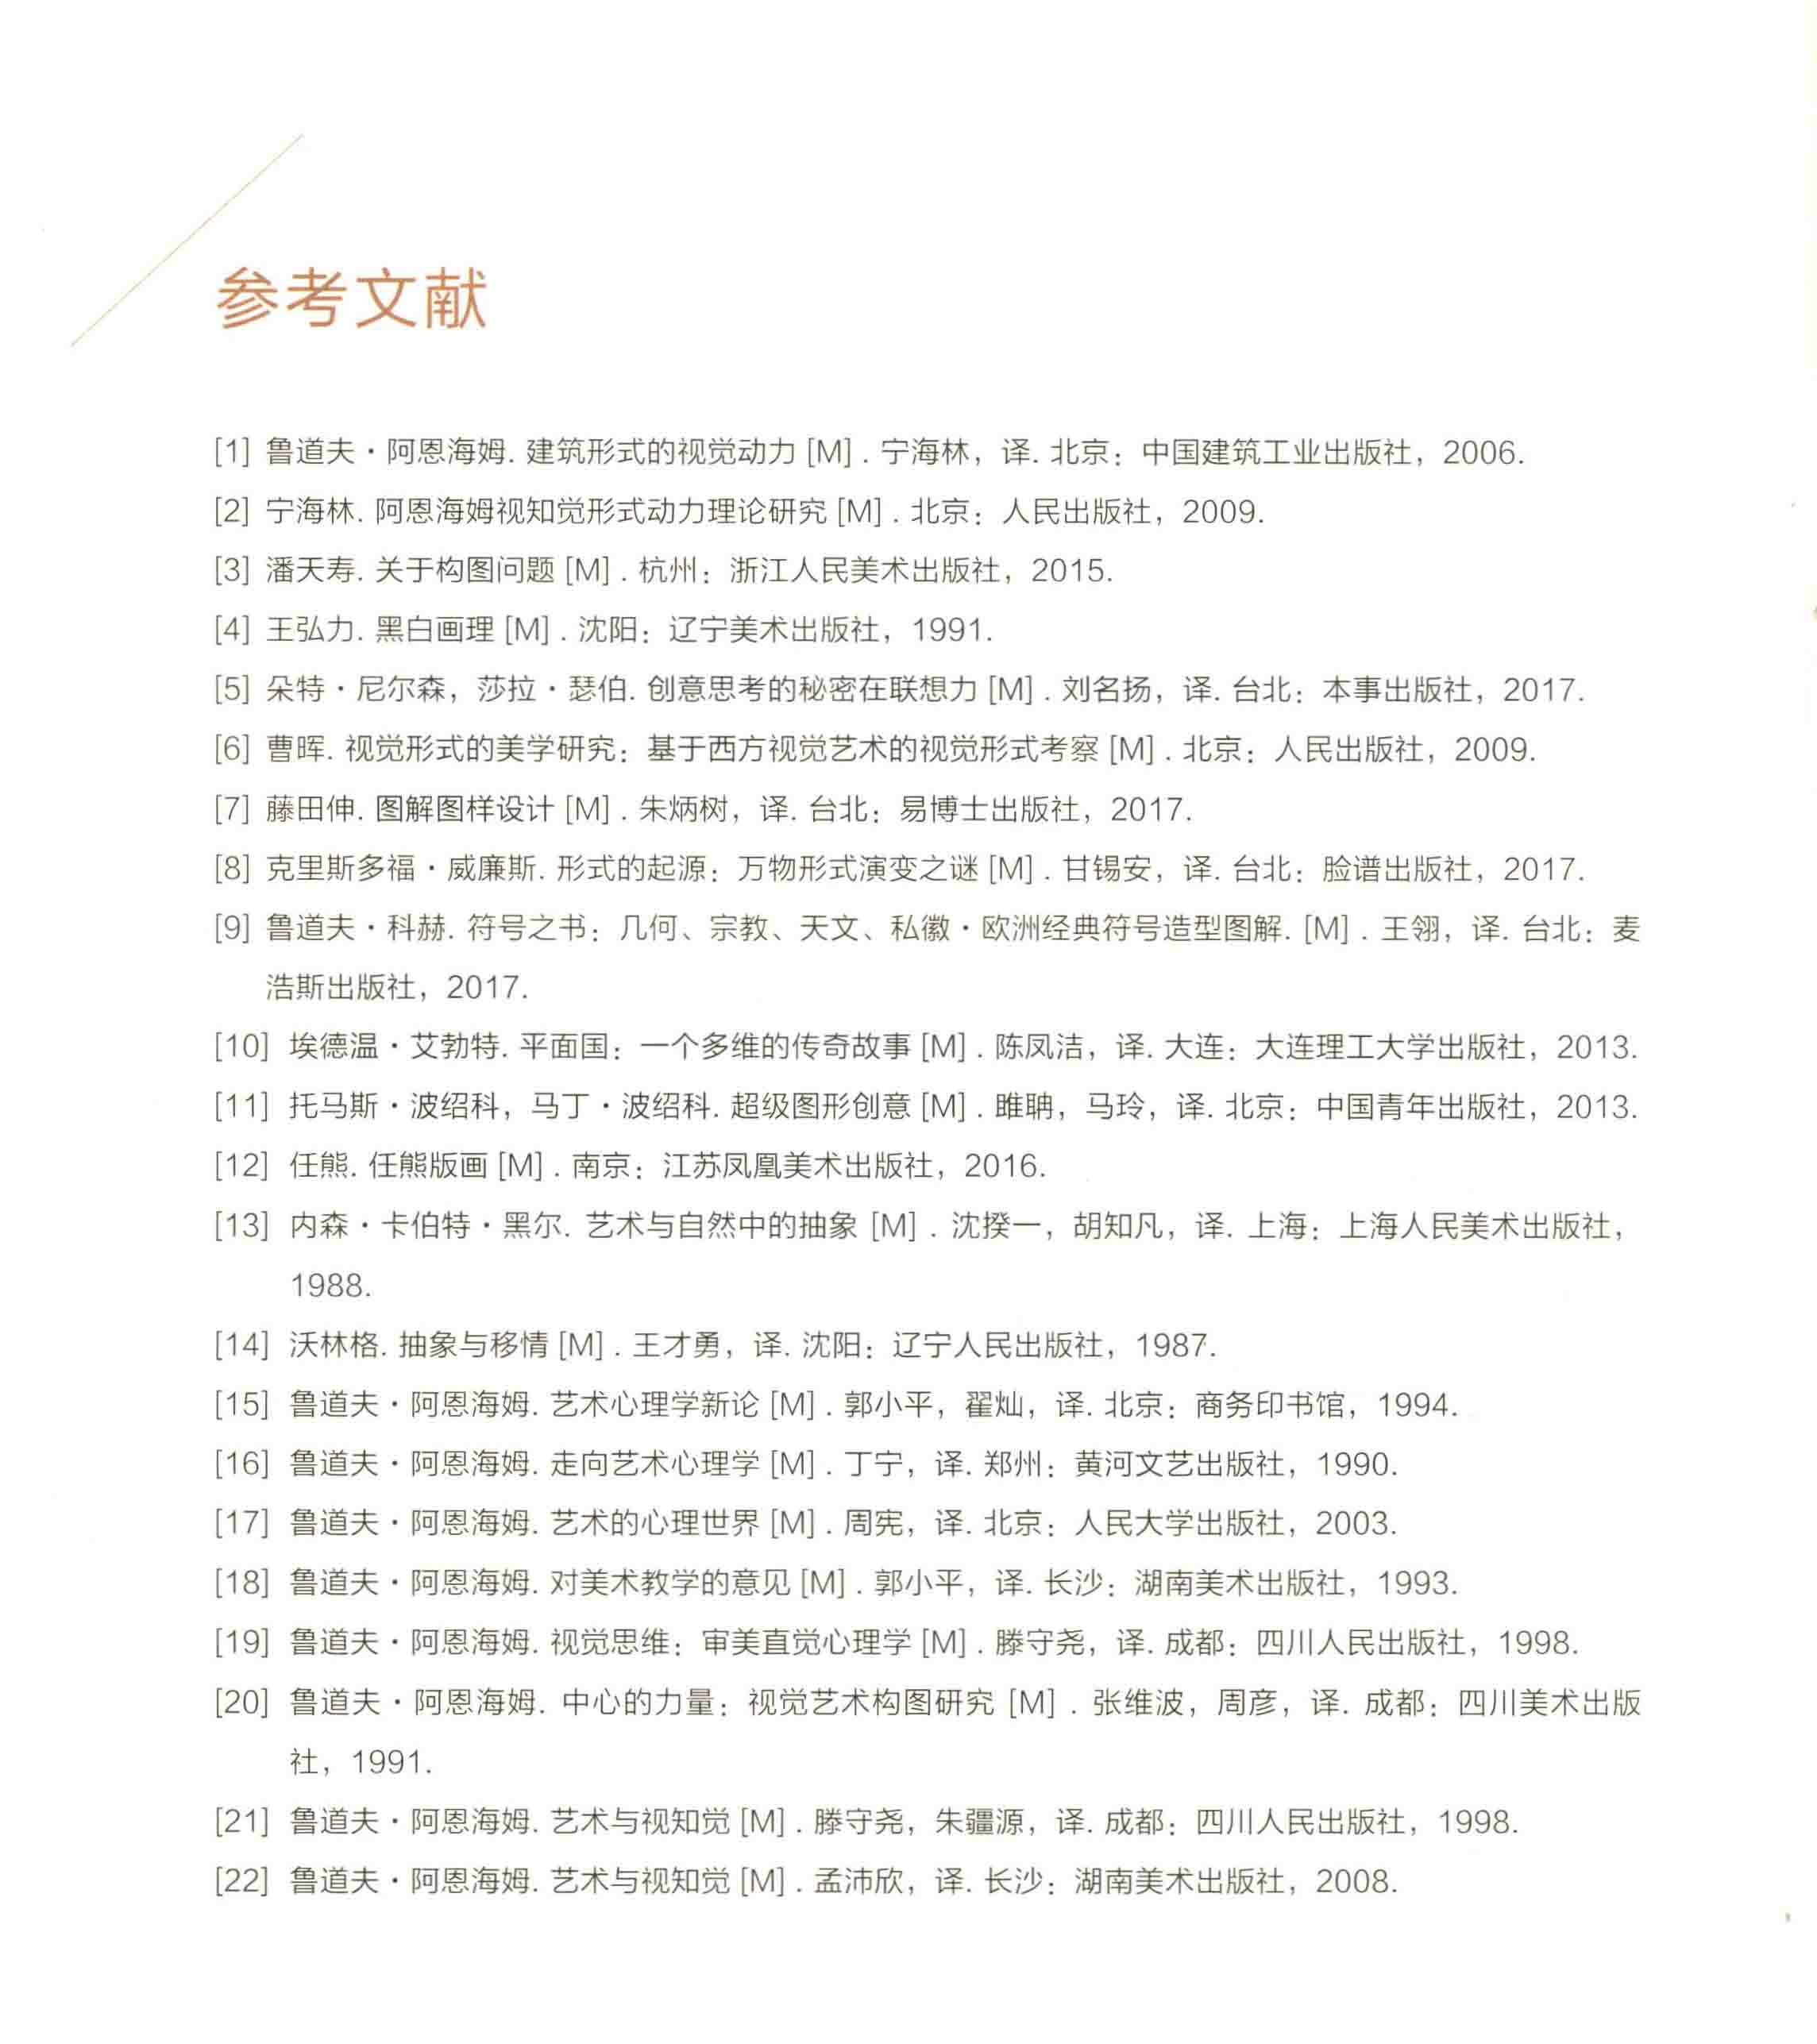 参考文献
[1] 鲁道夫·阿恩海姆. 建筑形式的视觉动力 [M] . 宁海林，译. 北京：中国建筑工业出版社，2006.
[2] 宁海林. 阿恩海姆视知觉形式动力理论研究 [M] . 北京：人民出版社，2009.
[3] 潘天寿. 关于构图问题 [M] . 杭州：浙江人民美术出版社，2015.
[4] 王弘力. 黑白画理 [M] . 沈阳：辽宁美术出版社，1991.
[5] 朵特·尼尔森，莎拉·瑟伯. 创意思考的秘密在联想力 [M] . 刘名扬，译. 台北：本事出版社，2017.
[6] 曹晖. 视觉形式的美学研究：基于西方视觉艺术的视觉形式考察 [M] . 北京：人民出版社，2009.
[7] 藤田伸. 图解图样设计 [M] . 朱炳树，译. 台北：易博士出版社，2017.
[8] 克里斯多福·威廉斯. 形式的起源：万物形式演变之谜 [M] . 甘锡安，译. 台北：脸谱出版社，2017.
[9] 鲁道夫·科赫. 符号之书：几何、宗教、天文、私徽·欧洲经典符号造型图解. [M] . 王翎，译. 台北：麦
浩斯出版社，2017.
[10] 埃德温·艾勃特. 平面国：一个多维的传奇故事 [M] . 陈凤洁，译. 大连：大连理工大学出版社，2013.
[11] 托马斯·波绍科，马丁·波绍科. 超级图形创意 [M] . 雎聃，马玲，译. 北京：中国青年出版社，2013.
[12] 任熊. 任熊版画 [M] . 南京：江苏凤凰美术出版社，2016.
[13] 内森·卡伯特·黑尔. 艺术与自然中的抽象 [M] . 沈揆一，胡知凡，译. 上海：上海人民美术出版社，
1988.
[14] 沃林格. 抽象与移情 [M] . 王才勇，译. 沈阳：辽宁人民出版社，1987.
[15] 鲁道夫·阿恩海姆. 艺术心理学新论 [M] . 郭小平，翟灿，译. 北京：商务印书馆，1994.
[16] 鲁道夫·阿恩海姆. 走向艺术心理学 [M] . 丁宁，译. 郑州：黄河文艺出版社，1990.
[17] 鲁道夫·阿恩海姆. 艺术的心理世界 [M] . 周宪，译. 北京：人民大学出版社，2003.
[18] 鲁道夫·阿恩海姆. 对美术教学的意见 [M] . 郭小平，译. 长沙：湖南美术出版社，1993.
[19] 鲁道夫·阿恩海姆. 视觉思维：审美直觉心理学 [M] . 滕守尧，译. 成都：四川人民出版社，1998.
[20] 鲁道夫·阿恩海姆. 中心的力量：视觉艺术构图研究 [M] . 张维波，周彦，译. 成都：四川美术出版
社，1991.
[21] 鲁道夫·阿恩海姆. 艺术与视知觉 [M] . 滕守尧，朱疆源，译. 成都：四川人民出版社，1998.
[22] 鲁道夫·阿恩海姆. 艺术与视知觉 [M] . 孟沛欣，译. 长沙：湖南美术出版社，2008.